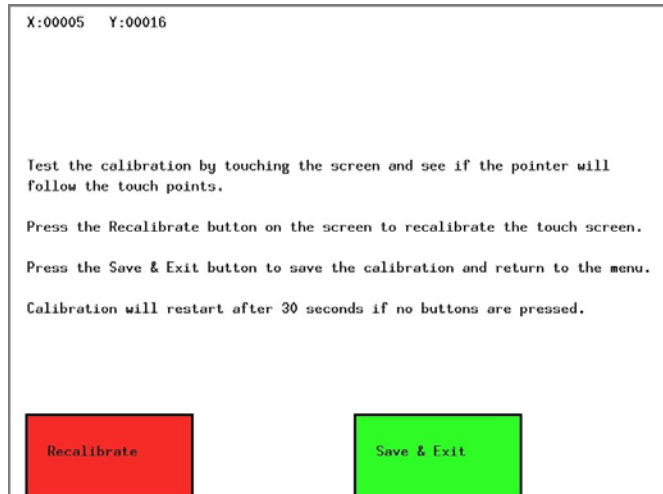 X:00005 Y:00016
Test the calibration by touching the screen and see if the pointer will
follow the touch points.
Press the Recalibrate button on the screen to recalibrate the touch screen.
Press the Save & Exit button to save the calibration and return to the menu.
Calibration will restart after 30 seconds if no buttons are pressed.
Recalibrate
Save & Exit